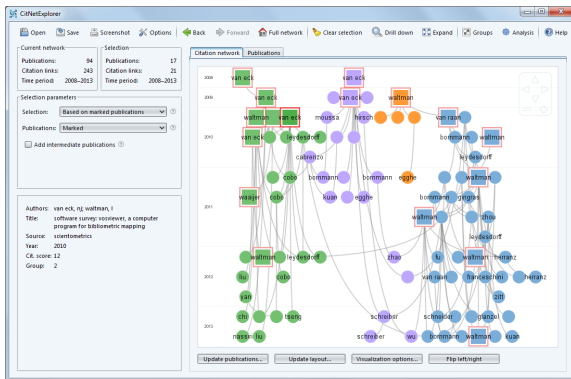 CitNetExplorer
Open Save Screenshot Options Back Forward Full network Clear selection Drill down Expand Groups Analysis Help
Current network
Publications: 94
Citation links: 243
Time period: 2008–2013
Selection
Publications: 17
Citation links: 21
Time period: 2008–2013
Selection parameters
Selection: Based on marked publications
Publications: Marked
Add intermediate publications
Authors: van eck, nj; waltman, l
Title: software survey: vosviewer, a computer
program for bibliometric mapping
Source: scientometrics
Year: 2010
Cit. score: 12
Group: 2
Citation network Publications
2008 van eck van eck
2009 van eck van eck waltman
waltman van eck moussa hirsch van raan
2010 van eck leydesdorff bornmann waltman
cabrerizo leydesdorff
cobo bornmann bornmann egghe waltman
waaijer cobo kuan egghe bornmann gingras
2011 waltman zhou
leydesdorff
waltman leydesdorff zhao fu waltman herranz
2012 liu cobo van raan franceschini herranz
yan zitt
chi tseng schreiber schneider glanzel
2013 nassiri liu schreiber wu bornmann waltman kuan
Update publications... Update layout... Visualization options... Flip left/right